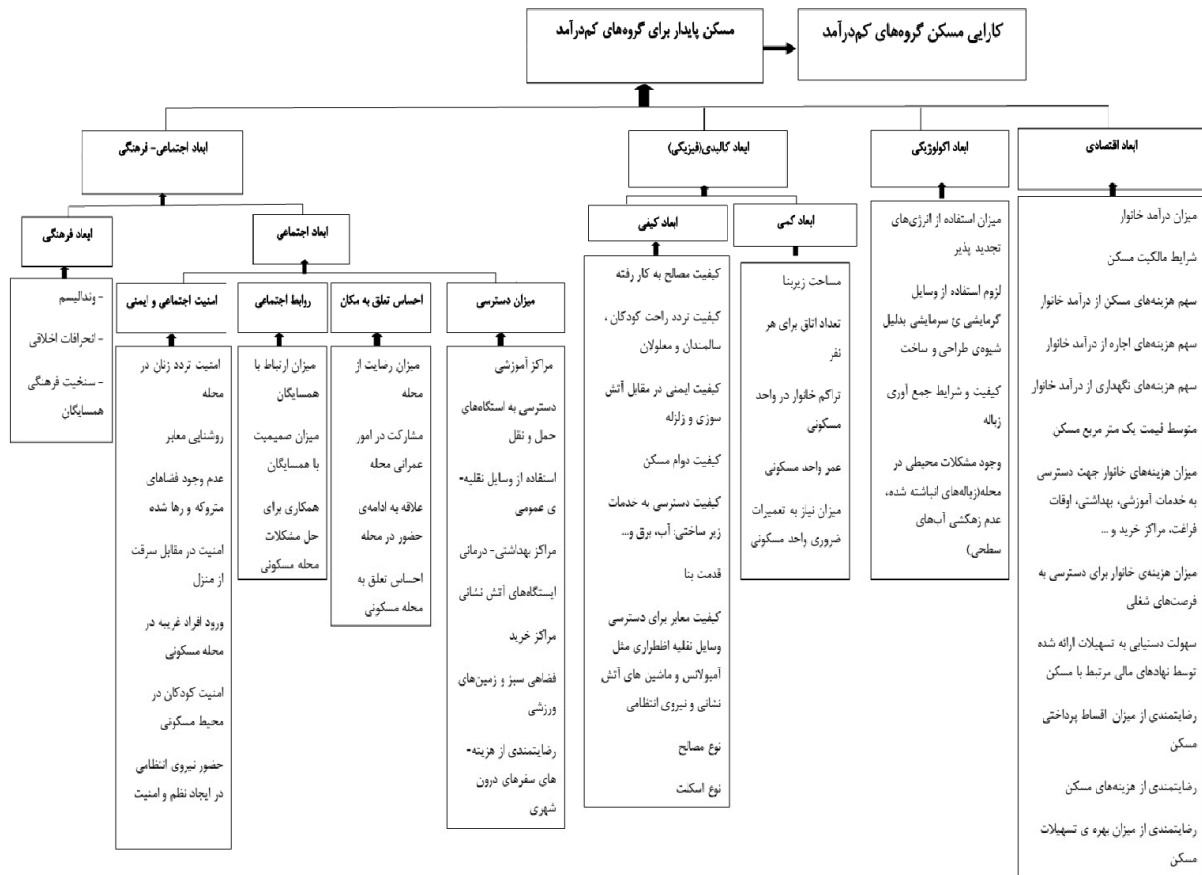 کارایی مسکن گروه‌های کم‌درآمد
مسکن پایدار برای گروه‌های کم‌درآمد
ابعاد اقتصادی
ابعاد اکولوژیکی
ابعاد کالبدی(فیزیکی)
ابعاد اجتماعی- فرهنگی
میزان درآمد خانوار
شرایط مالکیت مسکن
سهم هزینه‌های مسکن از درآمد خانوار
سهم هزینه‌های اجاره از درآمد خانوار
سهم هزینه‌های نگهداری از درآمد خانوار
متوسط قیمت یک متر مربع مسکن
میزان هزینه‌های خانوار جهت دسترسی
به خدمات آموزشی، بهداشتی، اوقات
فراغت، مراکز خرید و ...
میزان هزینه‌ی خانوار برای دسترسی به
فرصت‌های شغلی
سهولت دستیابی به تسهیلات ارائه شده
توسط نهادهای مالی مرتبط با مسکن
رضایتمندی از میزان اقساط پرداختی
مسکن
رضایتمندی از هزینه‌های مسکن
رضایتمندی از میزان بهره ی تسهیلات
مسکن
میزان استفاده از انرژی‌های
تجدید پذیر
لزوم استفاده از وسایل
گرمایشی ئ سرمایشی بدلیل
شیوه‌ی طراحی و ساخت
کیفیت و شرایط جمع آوری
زباله
وجود مشکلات محیطی در
محله(زباله‌های انباشته شده،
عدم زهکشی آب‌های
سطحی)
ابعاد کمی
مساحت زیربنا
تعداد اتاق برای هر
نفر
تراکم خانوار در واحد
مسکونی
عمر واحد مسکونی
میزان نیاز به تعمیرات
ضروری واحد مسکونی
ابعاد کیفی
کیفیت مصالح به کار رفته
کیفیت تردد راحت کودکان ،
سالمندان و معلولان
کیفیت ایمنی در مقابل آتش
سوزی و زلزله
کیفیت دوام مسکن
کیفیت دسترسی به خدمات
زیر ساختی: آب، برق و...
قدمت بنا
کیفیت معابر برای دسترسی
وسایل نقلیه اظطراری مثل
آمبولانس و ماشین های آتش
نشانی و نیروی انتظامی
نوع مصالح
نوع اسکلت
ابعاد اجتماعی
ابعاد فرهنگی
میزان دسترسی
مراکز آموزشی
دسترسی به استگاه‌های
حمل و نقل
استفاده از وسایل نقلیه-
ی عمومی
مراکز بهداشتی- درمانی
ایستگاه‌های آتش نشانی
مراکز خرید
فضاهی سبز و زمین‌های
ورزشی
رضایتمندی از هزینه-
های سفرهای درون
شهری
احساس تعلق به مکان
میزان رضایت از
محله
مشارکت در امور
عمرانی محله
علاقه به ادامه‌ی
حضور در محله
احساس تعلق به
محله مسکونی
روابط اجتماعی
میزان ارتباط با
همسایگان
میزان صمیمیت
با همسایگان
همکاری برای
حل مشکلات
محله مسکونی
امنیت اجتماعی و ایمنی
امنیت تردد زنان در
محله
روشنایی معابر
عدم وجود فضاهای
متروکه و رها شده
امنیت در مقابل سرقت
از منزل
ورود افراد غریبه در
محله مسکونی
امنیت کودکان در
محیط مسکونی
حضور نیروی انتظامی
در ایجاد نظم و امنیت
- وندالیسم
- انحرافات اخلاقی
- سنخیت فرهنگی
همسایگان